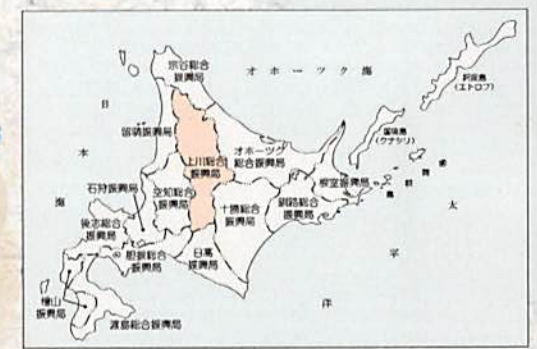 宗谷総合
振興局
オホーツク海
留萌振興局
上川総合
振興局
オホーツク
総合振興局
択捉島
(エトロフ)
国後島
(クナシリ)
根室振興局
石狩振興局
空知総合
振興局
十勝総合
振興局
釧路総合
振興局
後志総合
振興局
胆振総合
振興局
日高
振興局
檜山
振興局
渡島総合振興局
日本海
太平洋